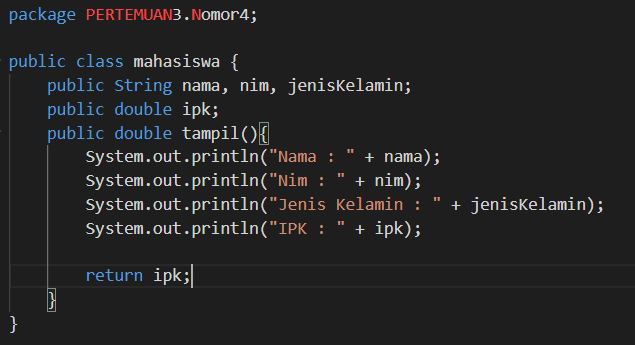 package PERTEMUAN3.Nomor4;
public class mahasiswa {
public String nama, nim, jenisKelamin;
public double ipk;
public double tampil(){
System.out.println("Nama : " + nama);
System.out.println("Nim : " + nim);
System.out.println("Jenis Kelamin : " + jenisKelamin);
System.out.println("IPK : " + ipk);
return ipk;
}
}